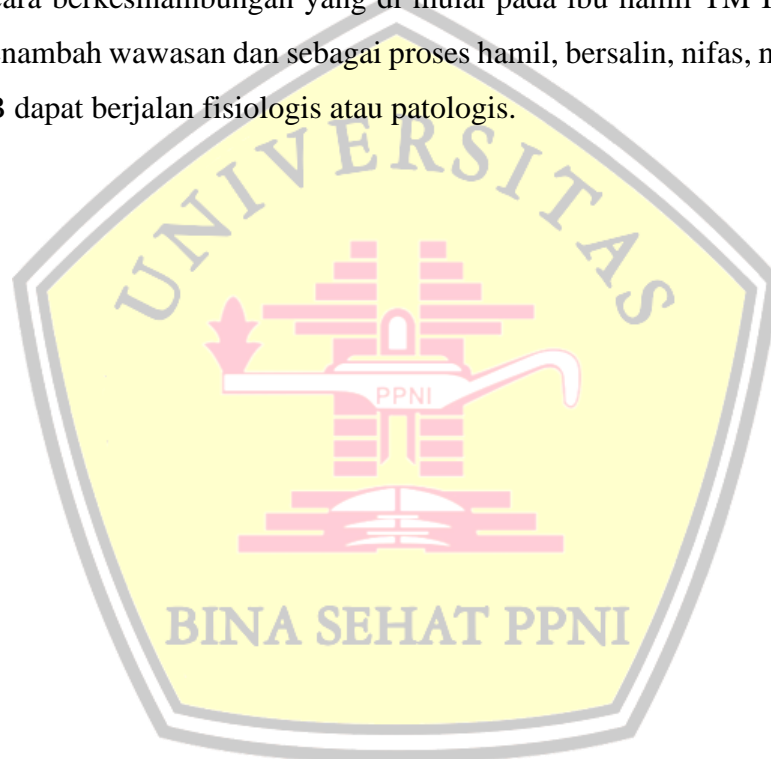 berkesinambungan yang di mulai pada ibu hamil TM
wawasan dan sebagai proses hamil, bersalin, nifas,
dapat berjalan fisiologis atau patologis.
UNIVERSITAS
PPNI
BINA SEHAT PPNI